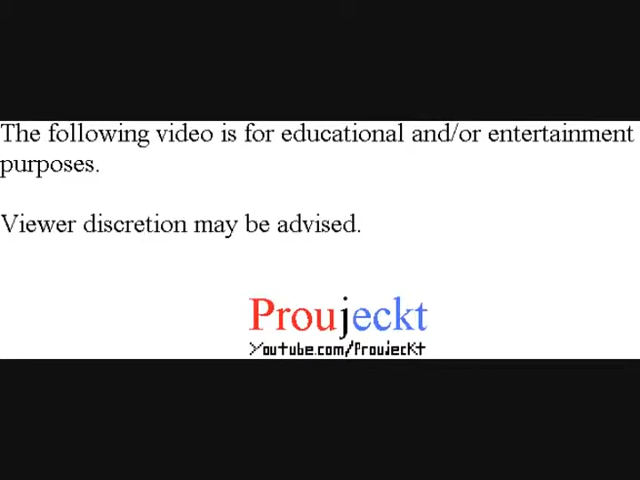 The following video is for educational and/or entertainment
purposes.
Viewer discretion may be advised.
Proujeckt
Youtube.com/Proujeckt